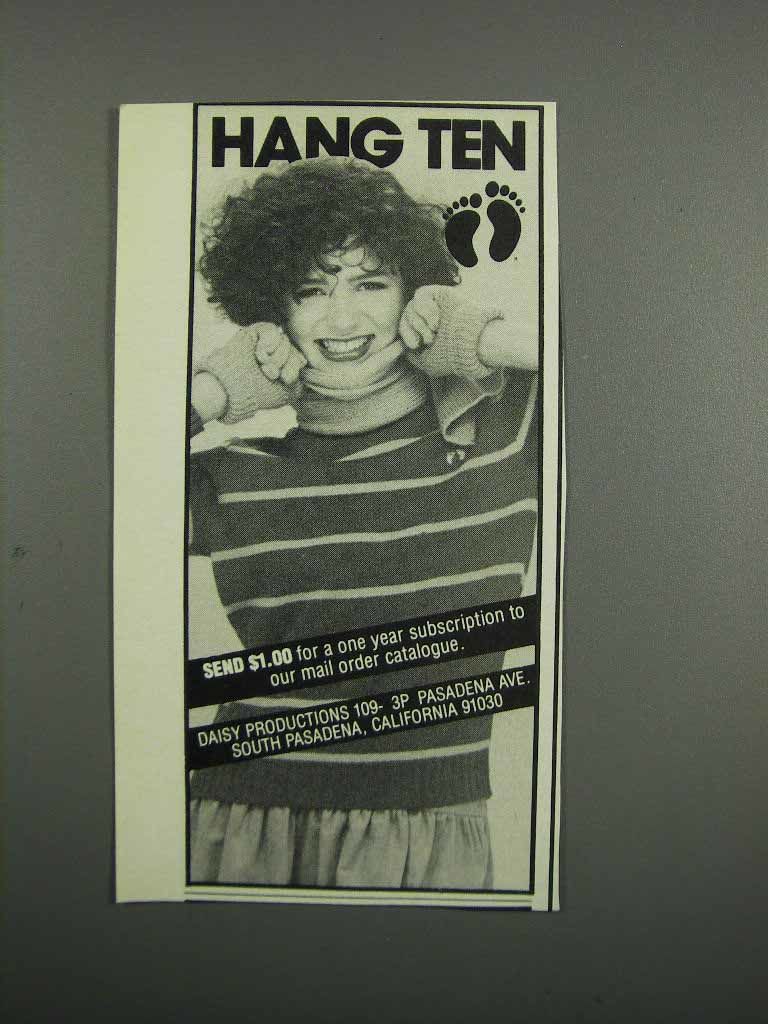 HANG TEN
SEND $1.00 for a one year subscription to
our mail order catalogue.
DAISY PRODUCTIONS 109- 3P PASADENA AVE.
SOUTH PASADENA, CALIFORNIA 91030